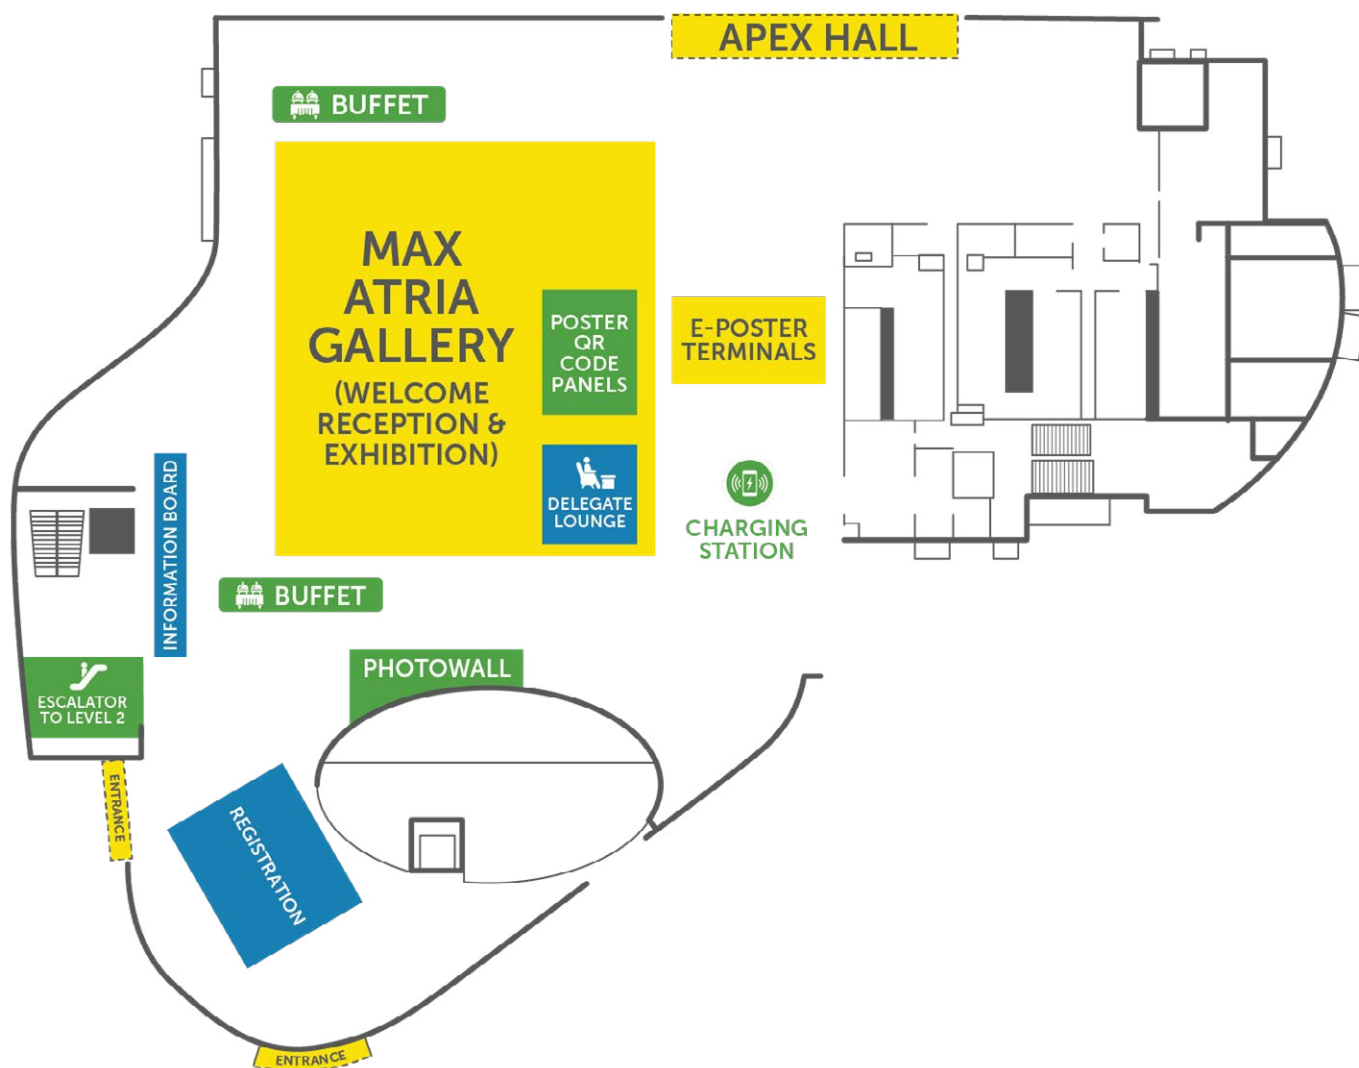 APEX HALL
BUFFET
MAX
ATRIA
GALLERY
(WELCOME
RECEPTION &
EXHIBITION)
POSTER
QR
CODE
PANELS
E-POSTER
TERMINALS
DELEGATE
LOUNGE
CHARGING
STATION
INFORMATION BOARD
BUFFET
PHOTOWALL
ESCALATOR
TO LEVEL 2
ENTRANCE
REGISTRATION
ENTRANCE